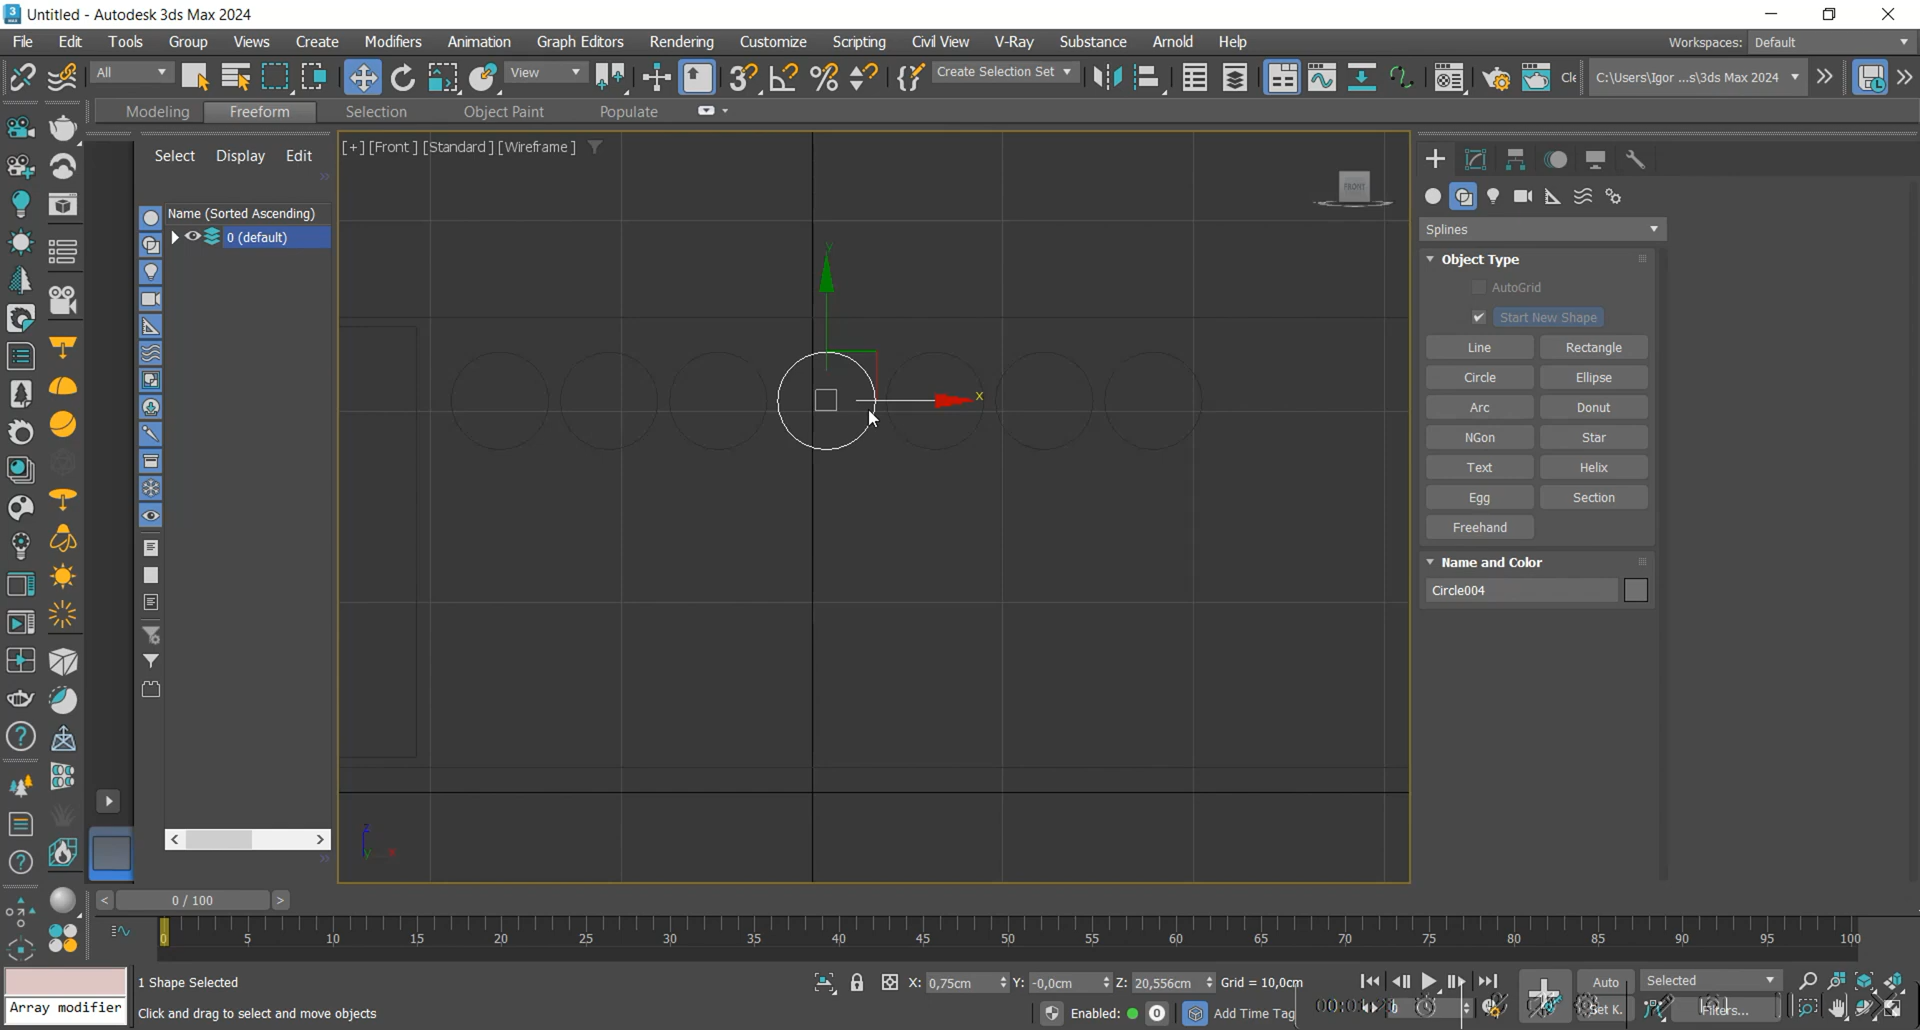 Untitled - Autodesk 3ds Max 2024
File Edit Tools Group Views Create Modifiers Animation Graph Editors Rendering Customize Scripting Civil View V-Ray Substance Arnold Help
Workspaces: Default
All View Create Selection Set Cle C:\Users\Igor ...s\3ds Max 2024
Modeling Freeform Selection Object Paint Populate
Select Display Edit
Name (Sorted Ascending)
0 (default)
[+] [Front ] [Standard ] [Wireframe ]
FRONT
y
x
z
y x
Splines
Object Type
AutoGrid
Start New Shape
Line Rectangle
Circle Ellipse
Arc Donut
NGon Star
Text Helix
Egg Section
Freehand
Name and Color
Circle004
0 / 100
0 5 10 15 20 25 30 35 40 45 50 55 60 65 70 75 80 85 90 95 100
Array modifier
1 Shape Selected
Click and drag to select and move objects
X: 0,75cm Y: -0,0cm Z: 20,556cm Grid = 10,0cm
Enabled: 0 Add Time Tag
Auto Selected
Set K. Filters...